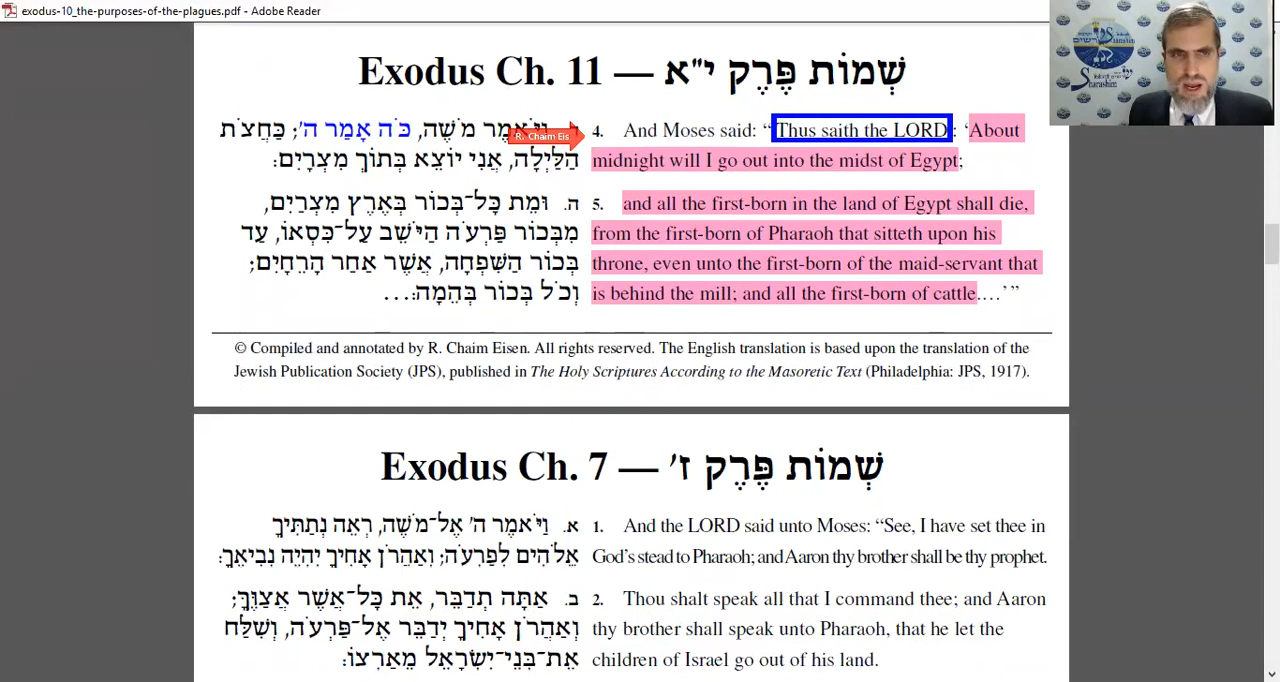 exodus-10_the-purposes-of-the-plagues.pdf - Adobe Reader
Exodus Ch. 11 — שְׁמוֹת פֶּרֶק י"א
4. And Moses said: “Thus saith the LORD: ‘About
midnight will I go out into the midst of Egypt;
5. and all the first-born in the land of Egypt shall die,
from the first-born of Pharaoh that sitteth upon his
throne, even unto the first-born of the maid-servant that
is behind the mill; and all the first-born of cattle.…’”
וַיֹּאמֶר מֹשֶׁה, כֹּה אָמַר ה'; כַּחֲצֹת
הַלַּיְלָה, אֲנִי יוֹצֵא בְּתוֹךְ מִצְרָיִם:
ה. וּמֵת כָּל־בְּכוֹר בְּאֶרֶץ מִצְרַיִם,
מִבְּכוֹר פַּרְעֹה הַיֹּשֵׁב עַל־כִּסְאוֹ, עַד
בְּכוֹר הַשִּׁפְחָה, אֲשֶׁר אַחַר הָרֵחָיִם;
וְכֹל בְּכוֹר בְּהֵמָה:...
R. Chaim Eis
© Compiled and annotated by R. Chaim Eisen. All rights reserved. The English translation is based upon the translation of the
Jewish Publication Society (JPS), published in The Holy Scriptures According to the Masoretic Text (Philadelphia: JPS, 1917).
Exodus Ch. 7 — שְׁמוֹת פֶּרֶק ז'
1. And the LORD said unto Moses: “See, I have set thee in
God’s stead to Pharaoh; and Aaron thy brother shall be thy prophet.
2. Thou shalt speak all that I command thee; and Aaron
thy brother shall speak unto Pharaoh, that he let the
children of Israel go out of his land.
א. וַיֹּאמֶר ה' אֶל־מֹשֶׁה, רְאֵה נְתַתִּיךָ
אֱלֹהִים לְפַרְעֹה; וְאַהֲרֹן אָחִיךָ יִהְיֶה נְבִיאֶךָ:
ב. אַתָּה תְדַבֵּר, אֵת כָּל־אֲשֶׁר אֲצַוֶּךָּ;
וְאַהֲרֹן אָחִיךָ יְדַבֵּר אֶל־פַּרְעֹה, וְשִׁלַּח
אֶת־בְּנֵי־יִשְׂרָאֵל מֵאַרְצוֹ:
Sharashim